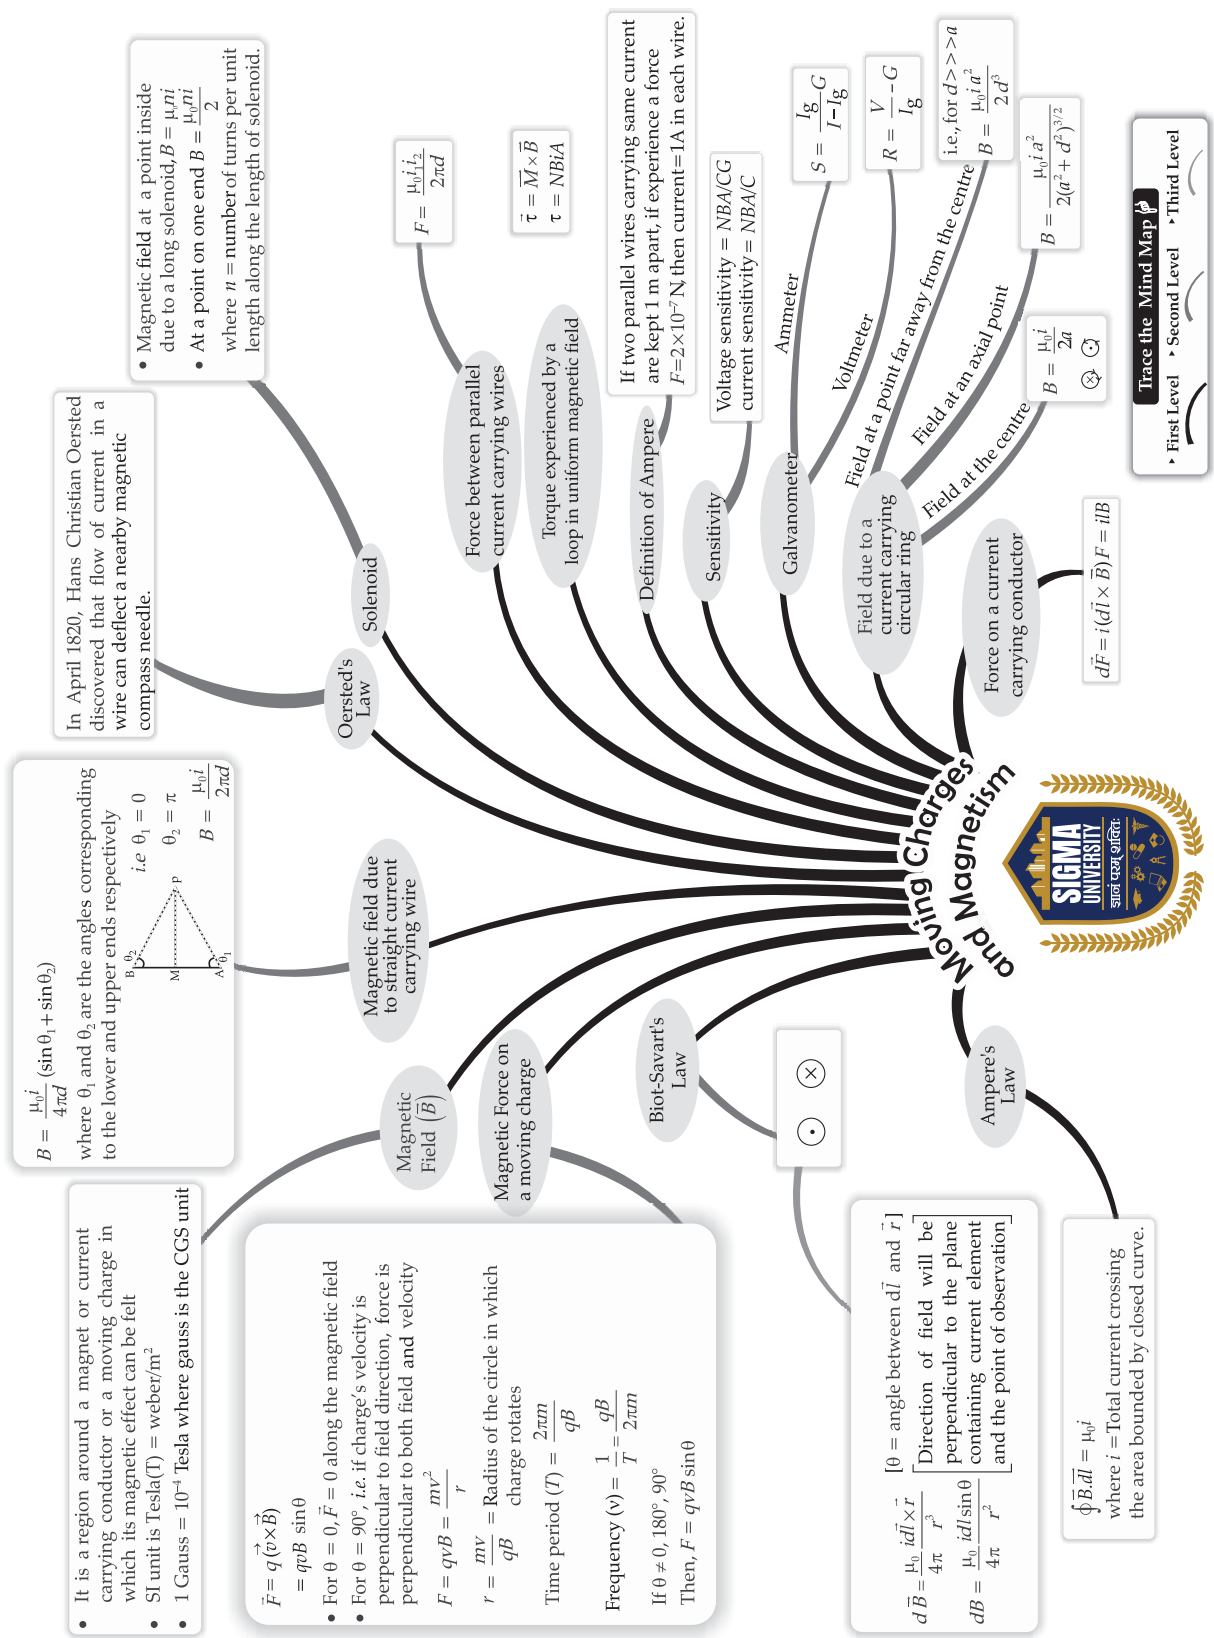 It is a region around a magnet or current
carrying conductor or a moving charge in
which its magnetic effect can be felt
SI unit is Tesla(T) = weber/m²
1 Gauss = 10⁻⁴ Tesla where gauss is the CGS unit
B = μ₀i/4πd (sin θ₁ + sin θ₂)
where θ₁ and θ₂ are the angles corresponding
to the lower and upper ends respectively
i.e θ₁ = 0
θ₂ = π
B = μ₀i/2πd
B θ₂
M P
A θ₁
In April 1820, Hans Christian Oersted
discovered that flow of current in a
wire can deflect a nearby magnetic
compass needle.
• Magnetic field at a point inside
due to a long solenoid, B = μ₀ni
• At a point on one end B = μ₀ni/2
where n = number of turns per unit
length along the length of solenoid.
F⃗ = q(v⃗×B⃗)
= qvB sinθ
• For θ = 0, F⃗ = 0 along the magnetic field
• For θ = 90°, i.e. if charge's velocity is
perpendicular to field direction, force is
perpendicular to both field and velocity
F = qvB = mv²/r
r = mv/qB = Radius of the circle in which
charge rotates
Time period (T) = 2πm/qB
Frequency (ν) = 1/T = qB/2πm
If θ ≠ 0, 180°, 90°
Then, F = qvB sinθ
Magnetic
Field (B⃗)
Magnetic Force on
a moving charge
Magnetic field due
to straight current
carrying wire
Oersted's
Law
Solenoid
Force between parallel
current carrying wires
F = μ₀i₁i₂/2πd
Torque experienced by a
loop in uniform magnetic field
τ⃗ = M⃗ × B⃗
τ = NBiA
Definition of Ampere
If two parallel wires carrying same current
are kept 1 m apart, if experience a force
F=2×10⁻⁷ N, then current=1A in each wire.
Sensitivity
Voltage sensitivity = NBA/CG
current sensitivity = NBA/C
Galvanometer
Ammeter
S = Ig/I−Ig G
Voltmeter
R = V/Ig - G
Field due to a
current carrying
circular ring
Field at a point far away from the centre
i.e., for d>>>>a
B = μ₀ia²/2d³
Field at an axial point
B = μ₀ia²/2(a² + d²)^3/2
Field at the centre
B = μ₀i/2a
Force on a current
carrying conductor
dF⃗ = i(dl⃗ × B⃗) F = ilB
Biot-Savart's
Law
dB⃗ = μ₀/4π idl⃗×r⃗/r³
[θ = angle between dl⃗ and r⃗]
dB = μ₀/4π idl sinθ/r²
[Direction of field will be
perpendicular to the plane
containing current element
and the point of observation]
Ampere's
Law
∮B⃗.dl⃗ = μ₀i
where i = Total current crossing
the area bounded by closed curve.
Moving Charges
and Magnetism
SIGMA
UNIVERSITY
ज्ञानं परमं शक्तिः
Trace the Mind Map
▸ First Level ▸ Second Level ▸ Third Level